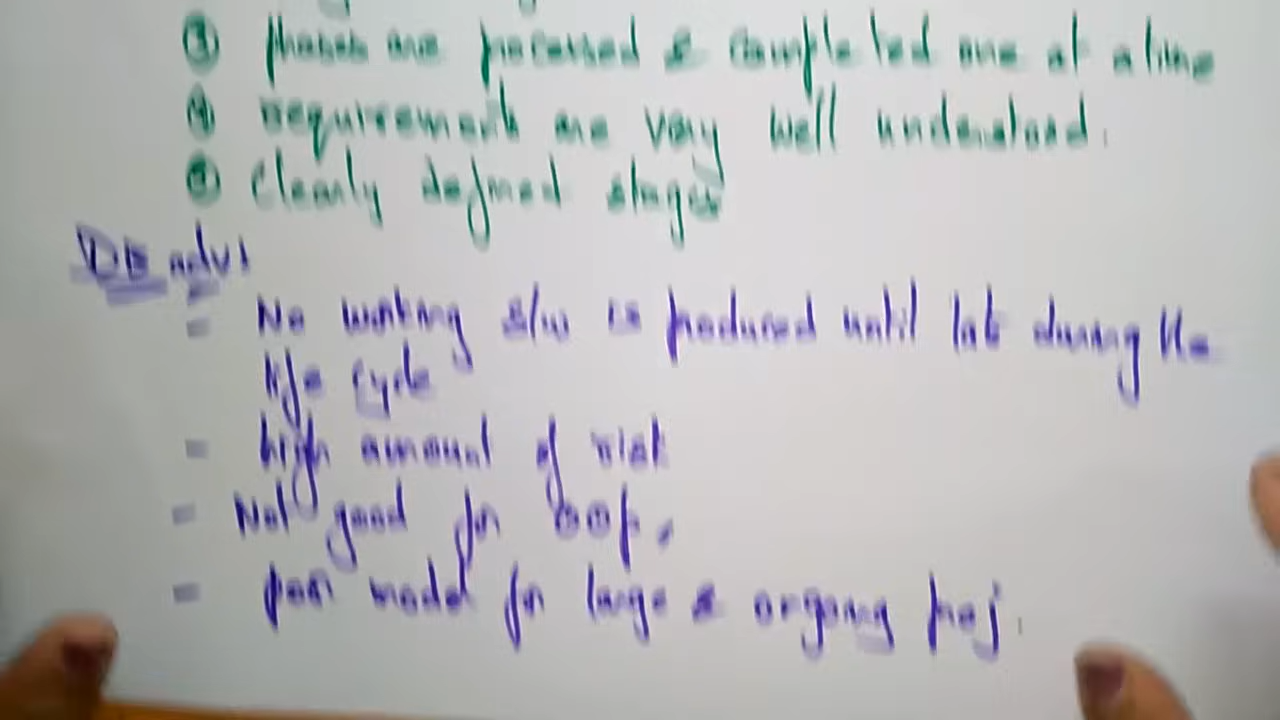 ③ phases are processed & completed one at a time
④ requirements are very well understood.
⑤ Clearly defined stages
Dis advs
- No working s/w is produced until late during the
life cycle
- high amount of risk
- Not good for OOP,
- poor model for large & ongoing proj.